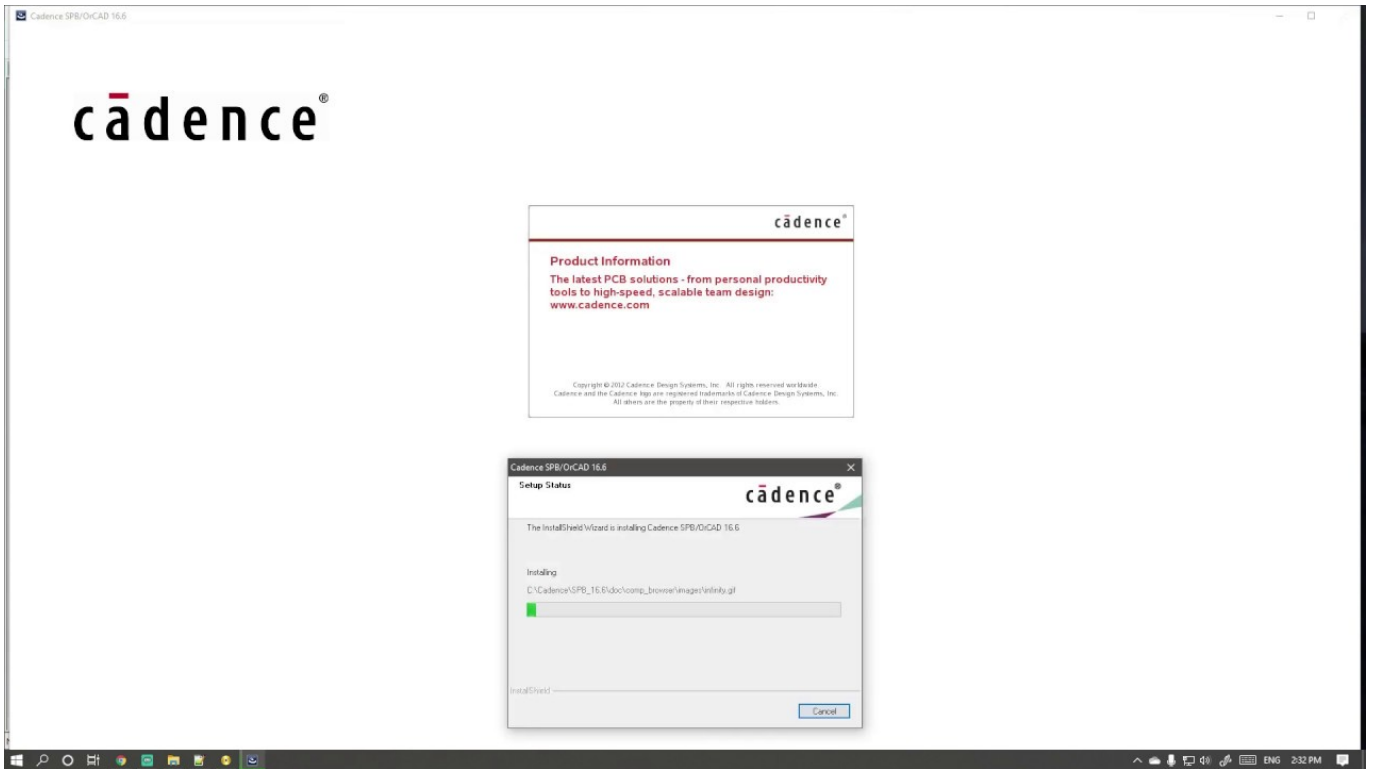 Cadence SPB/OrCAD 16.6
cādence®
cādence®
Product Information
The latest PCB solutions - from personal productivity
tools to high-speed, scalable team design:
www.cadence.com
Copyright © 2012 Cadence Design Systems, Inc. All rights reserved worldwide.
Cadence and the Cadence logo are registered trademarks of Cadence Design Systems, Inc.
All others are the property of their respective holders.
Cadence SPB/OrCAD 16.6
Setup Status
cādence®
The InstallShield Wizard is installing Cadence SPB/OrCAD 16.6
Installing
C:\Cadence\SPB_16.6\doc\comp_browser\images\infinity.gif
InstallShield
Cancel
ENG 2:32 PM